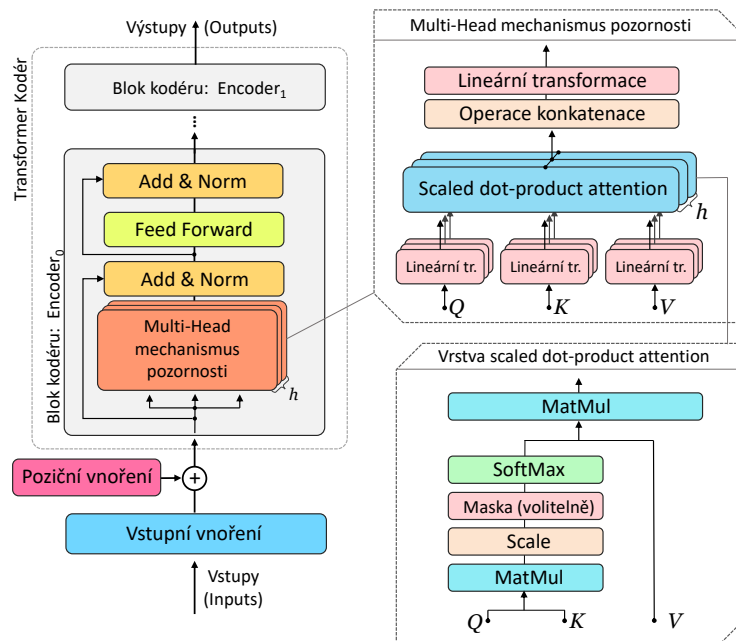 Výstupy (Outputs)
Transformer Kodér
Blok kodéru: Encoder₁
...
Blok kodéru: Encoder₀
Add & Norm
Feed Forward
Add & Norm
Multi-Head
mechanismus
pozornosti
h
Poziční vnoření
+
Vstupní vnoření
Vstupy
(Inputs)
Multi-Head mechanismus pozornosti
Lineární transformace
Operace konkatenace
Scaled dot-product attention
h
Lineární tr.
Lineární tr.
Lineární tr.
Q
K
V
Vrstva scaled dot-product attention
MatMul
SoftMax
Maska (volitelně)
Scale
MatMul
Q
K
V